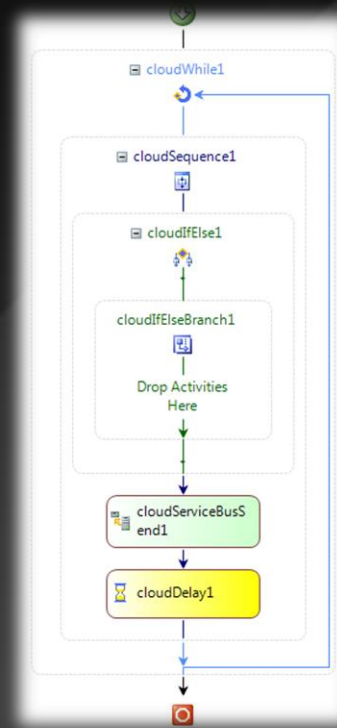 cloudWhile1
cloudSequence1
cloudIfElse1
cloudIfElseBranch1
Drop Activities
Here
cloudServiceBusS
end1
cloudDelay1